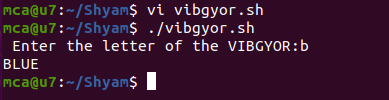 mca@u7:~/Shyam$ vi vibgyor.sh
mca@u7:~/Shyam$ ./vibgyor.sh
 Enter the letter of the VIBGYOR:b
BLUE
mca@u7:~/Shyam$